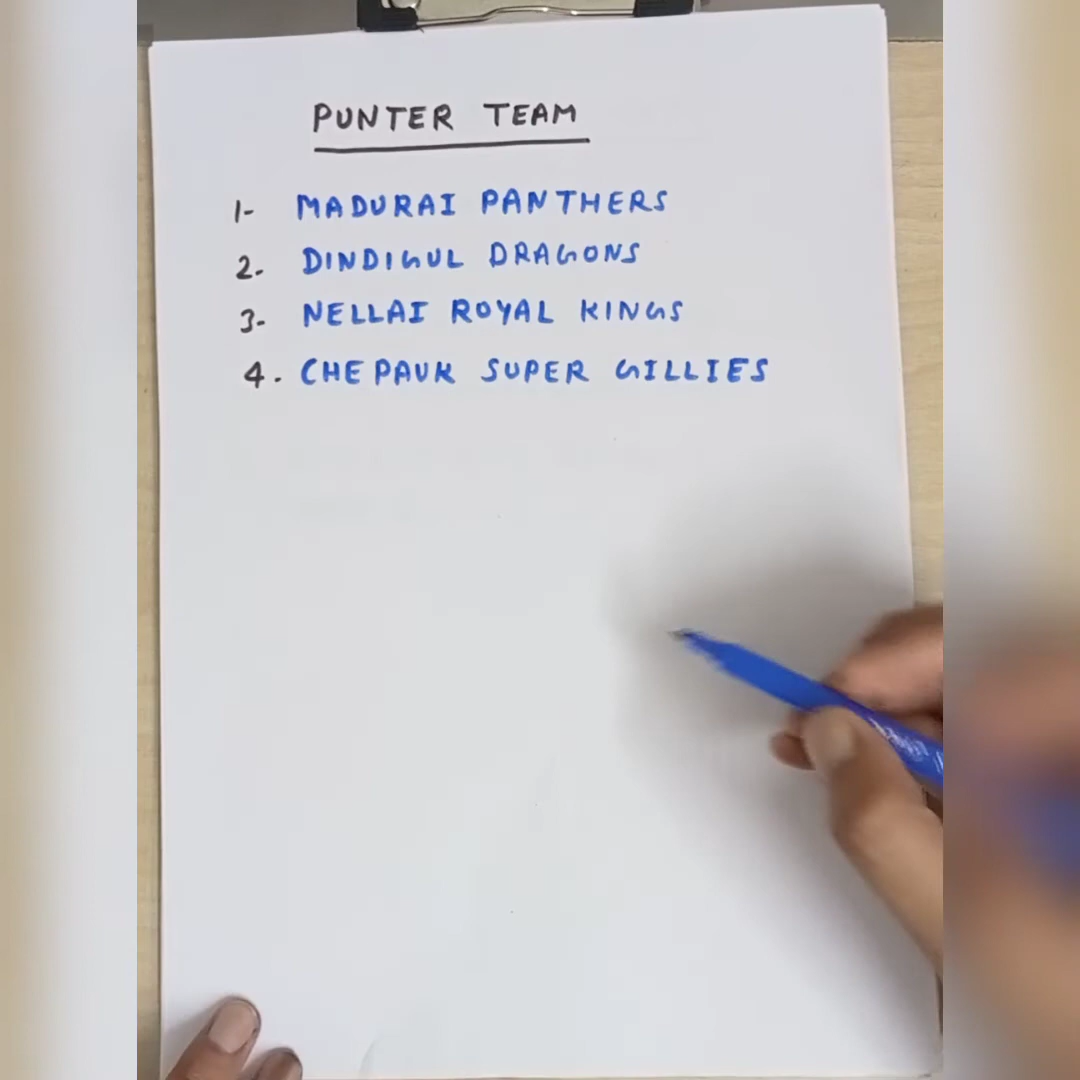 PUNTER TEAM
1- MADURAI PANTHERS
2. DINDIGUL DRAGONS
3- NELLAI ROYAL KINGS
4. CHEPAUK SUPER GILLIES